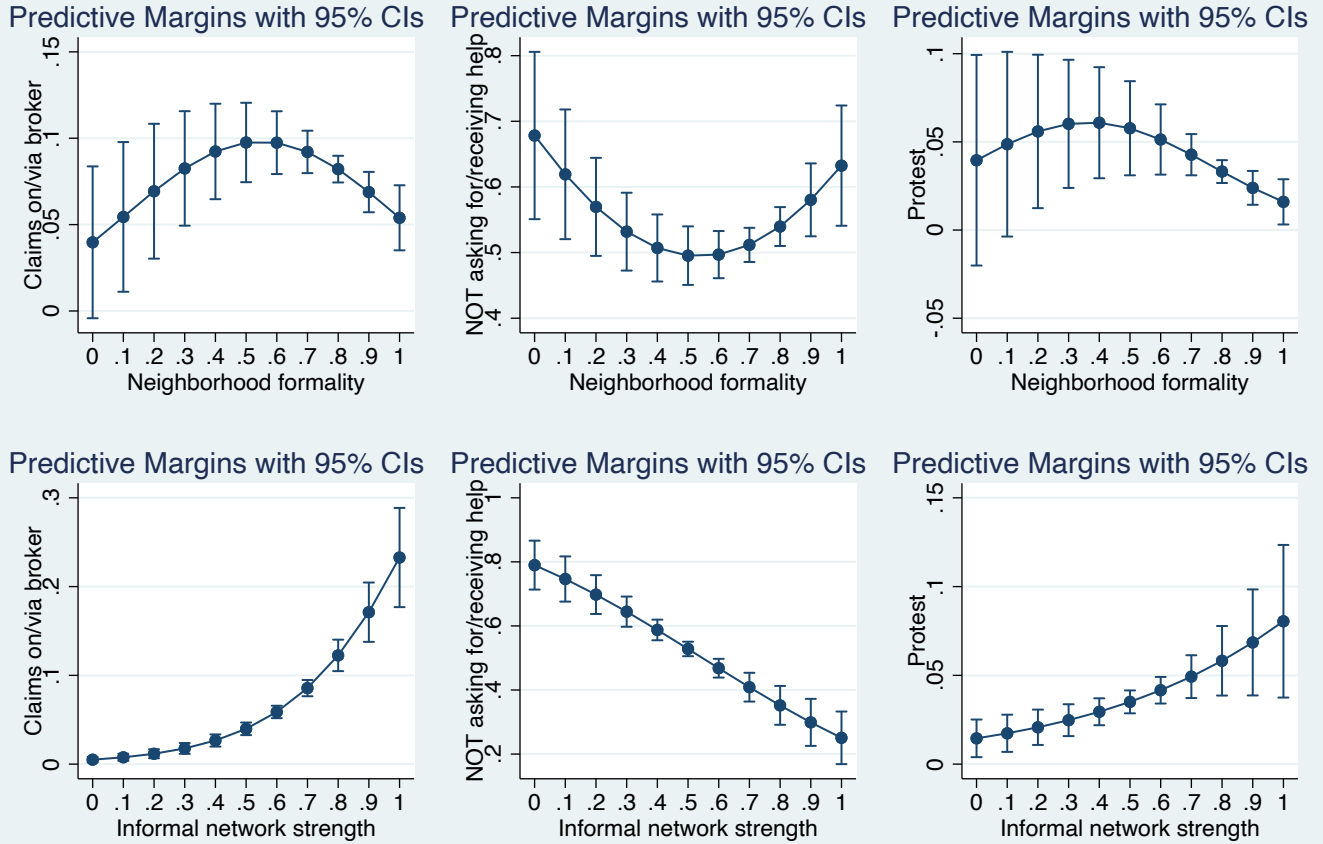 Predictive Margins with 95% CIs
Claims on/via broker
0 .05 .1 .15
0 .1 .2 .3 .4 .5 .6 .7 .8 .9 1
Neighborhood formality
Predictive Margins with 95% CIs
NOT asking for/receiving help
.4 .5 .6 .7 .8
0 .1 .2 .3 .4 .5 .6 .7 .8 .9 1
Neighborhood formality
Predictive Margins with 95% CIs
Protest
-.05 0 .05 .1
0 .1 .2 .3 .4 .5 .6 .7 .8 .9 1
Neighborhood formality
Predictive Margins with 95% CIs
Claims on/via broker
0 .1 .2 .3
0 .1 .2 .3 .4 .5 .6 .7 .8 .9 1
Informal network strength
Predictive Margins with 95% CIs
NOT asking for/receiving help
.2 .4 .6 .8 1
0 .1 .2 .3 .4 .5 .6 .7 .8 .9 1
Informal network strength
Predictive Margins with 95% CIs
Protest
0 .05 .1 .15
0 .1 .2 .3 .4 .5 .6 .7 .8 .9 1
Informal network strength